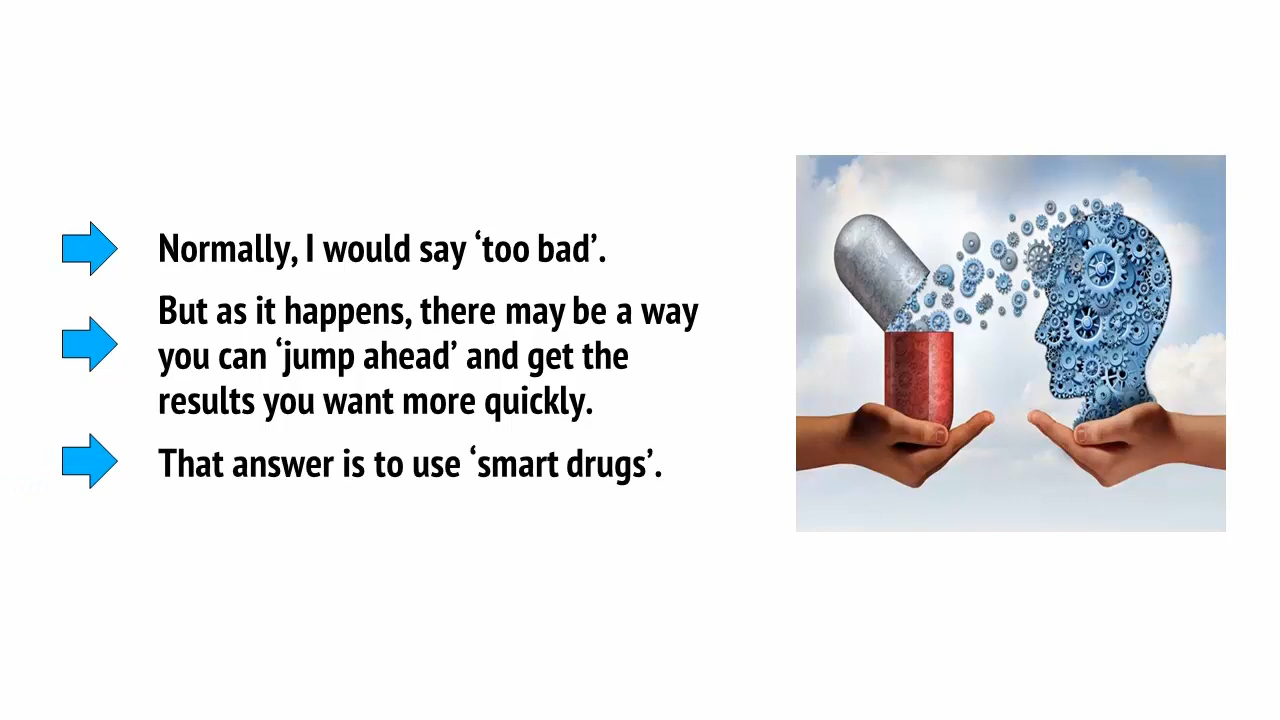 Normally, I would say ‘too bad’.
But as it happens, there may be a way
you can ‘jump ahead’ and get the
results you want more quickly.
That answer is to use ‘smart drugs’.